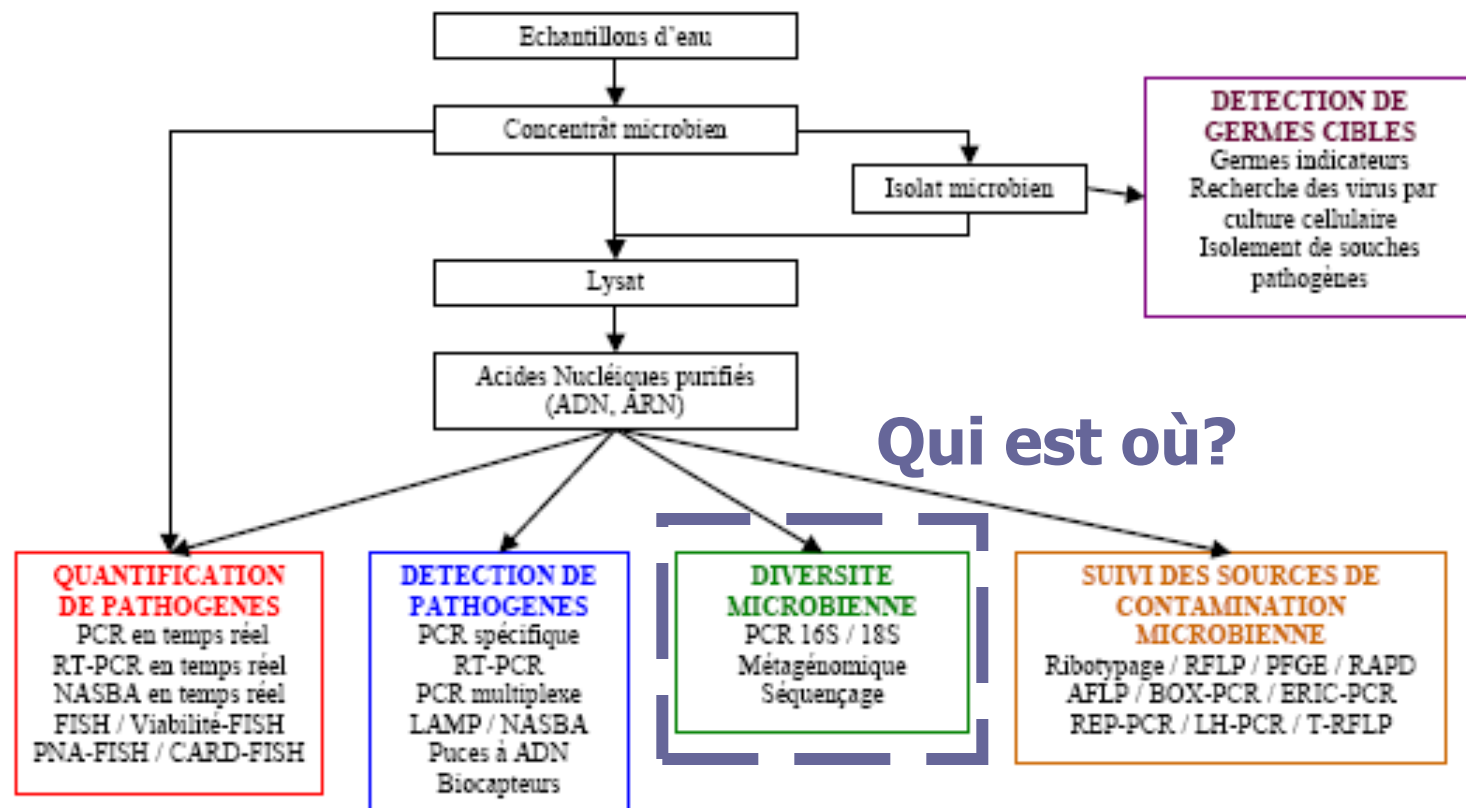 Echantillons d'eau
Concentrât microbien
Isolat microbien
DETECTION DE
GERMES CIBLES
Germes indicateurs
Recherche des virus par
culture cellulaire
Isolement de souches
pathogènes
Lysat
Acides Nucléiques purifiés
(ADN, ARN)
Qui est où?
QUANTIFICATION
DE PATHOGENES
PCR en temps réel
RT-PCR en temps réel
NASBA en temps réel
FISH / Viabilité-FISH
PNA-FISH / CARD-FISH
DETECTION DE
PATHOGENES
PCR spécifique
RT-PCR
PCR multiplexe
LAMP / NASBA
Puces à ADN
Biocapteurs
DIVERSITE
MICROBIENNE
PCR 16S / 18S
Métagénomique
Séquençage
SUIVI DES SOURCES DE
CONTAMINATION
MICROBIENNE
Ribotypage / RFLP / PFGE / RAPD
AFLP / BOX-PCR / ERIC-PCR
REP-PCR / LH-PCR / T-RFLP